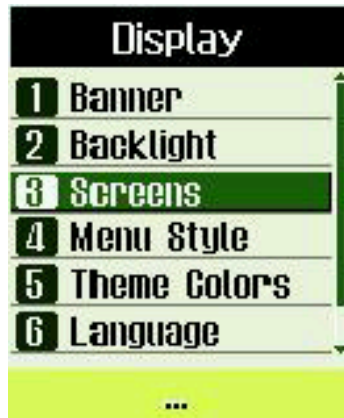 Display
1 Banner
2 Backlight
3 Screens
4 Menu Style
5 Theme Colors
6 Language
...